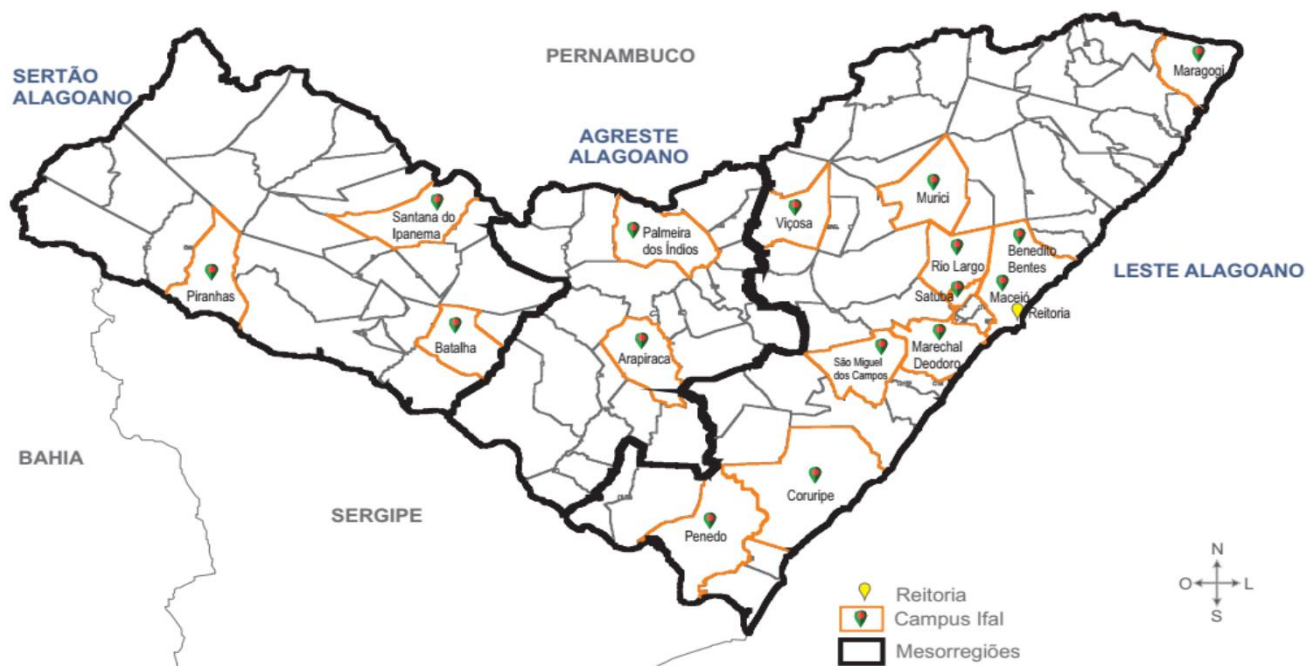 PERNAMBUCO
SERTÃO
ALAGOANO
AGRESTE
ALAGOANO
LESTE ALAGOANO
Maragogi
Murici
Viçosa
Santana do
Ipanema
Palmeira
dos Índios
Benedito
Bentes
Rio Largo
Piranhas
Satuba
Maceió
Reitoria
Batalha
Arapiraca
Marechal
Deodoro
São Miguel
dos Campos
BAHIA
SERGIPE
Coruripe
Penedo
N
O
L
S
Reitoria
Campus Ifal
Mesorregiões